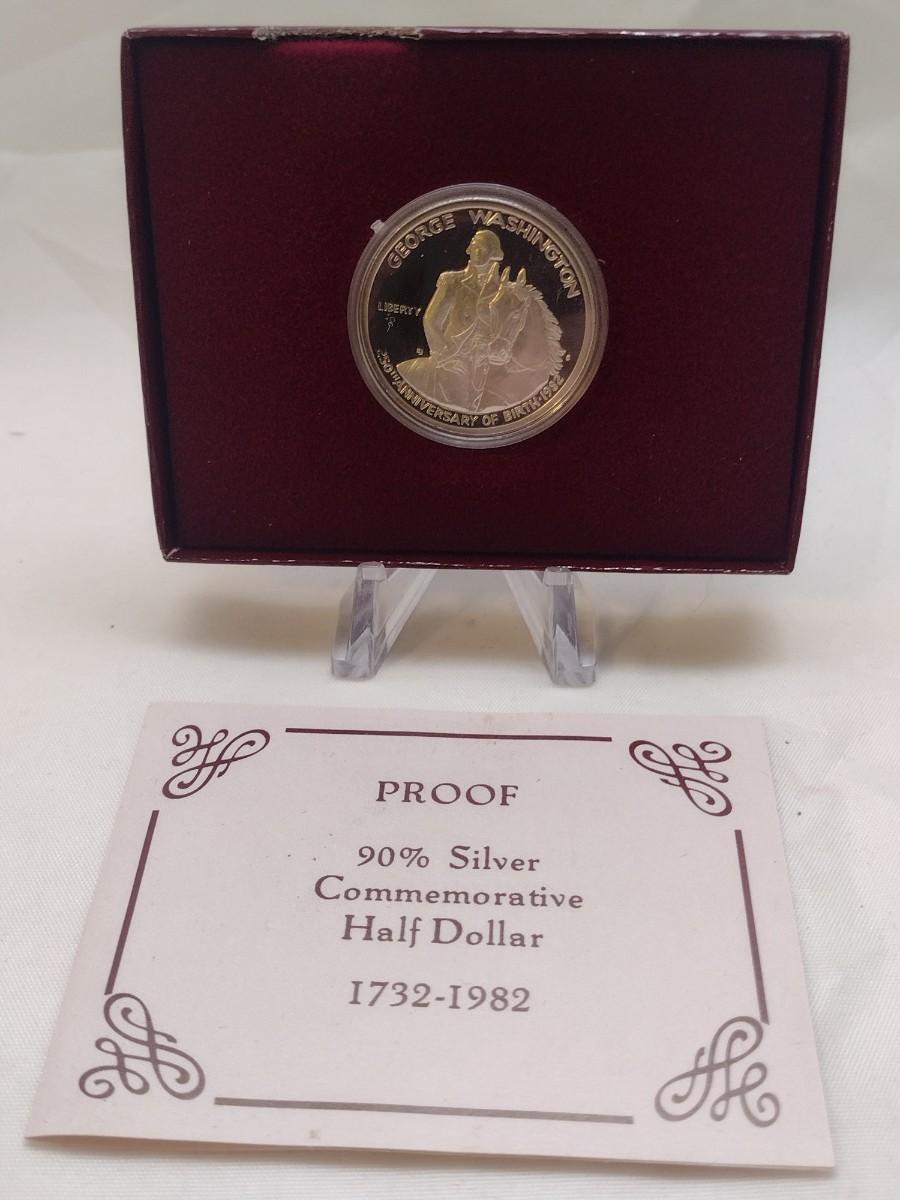 GEORGE WASHINGTON
LIBERTY
250TH ANNIVERSARY OF BIRTH·1982
PROOF
90% Silver
Commemorative
Half Dollar
1732-1982